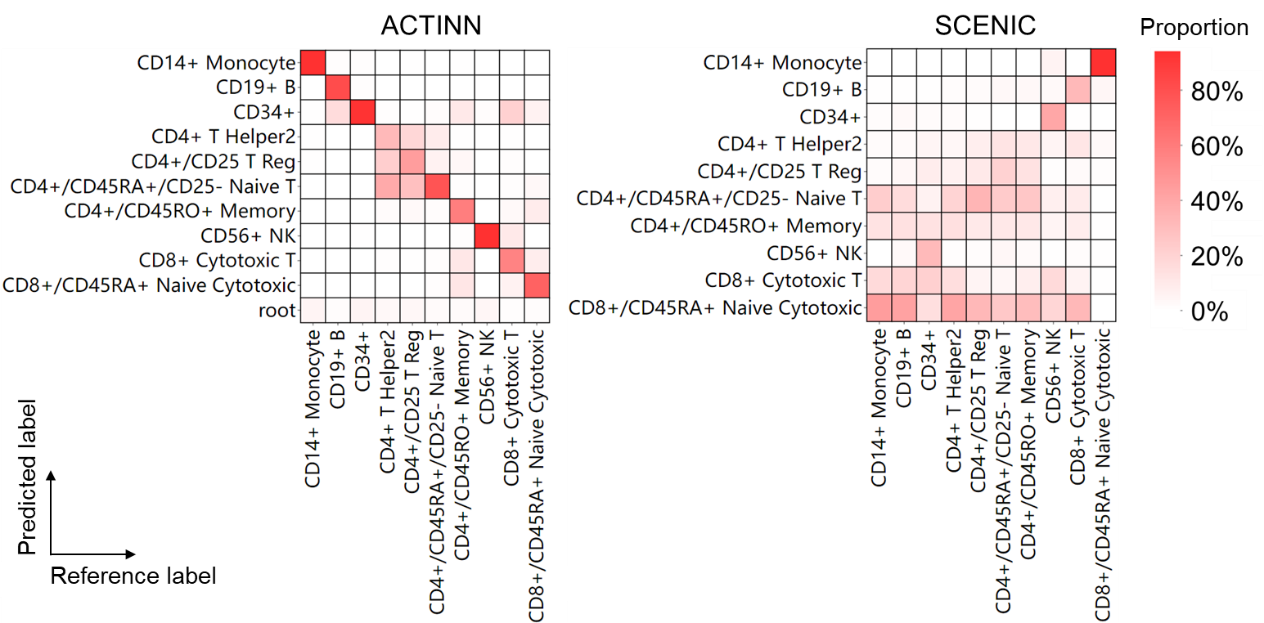 ACTINN
SCENIC
Proportion
CD14+ Monocyte
CD19+ B
CD34+
CD4+ T Helper2
CD4+/CD25 T Reg
CD4+/CD45RA+/CD25- Naive T
CD4+/CD45RO+ Memory
CD56+ NK
CD8+ Cytotoxic T
CD8+/CD45RA+ Naive Cytotoxic
root
CD14+ Monocyte
CD19+ B
CD34+
CD4+ T Helper2
CD4+/CD25 T Reg
CD4+/CD45RA+/CD25- Naive T
CD4+/CD45RO+ Memory
CD56+ NK
CD8+ Cytotoxic T
CD8+/CD45RA+ Naive Cytotoxic
CD14+ Monocyte
CD19+ B
CD34+
CD4+ T Helper2
CD4+/CD25 T Reg
CD4+/CD45RA+/CD25- Naive T
CD4+/CD45RO+ Memory
CD56+ NK
CD8+ Cytotoxic T
CD8+/CD45RA+ Naive Cytotoxic
CD14+ Monocyte
CD19+ B
CD34+
CD4+ T Helper2
CD4+/CD25 T Reg
CD4+/CD45RA+/CD25- Naive T
CD4+/CD45RO+ Memory
CD56+ NK
CD8+ Cytotoxic T
CD8+/CD45RA+ Naive Cytotoxic
80%
60%
40%
20%
0%
Predicted label
Reference label